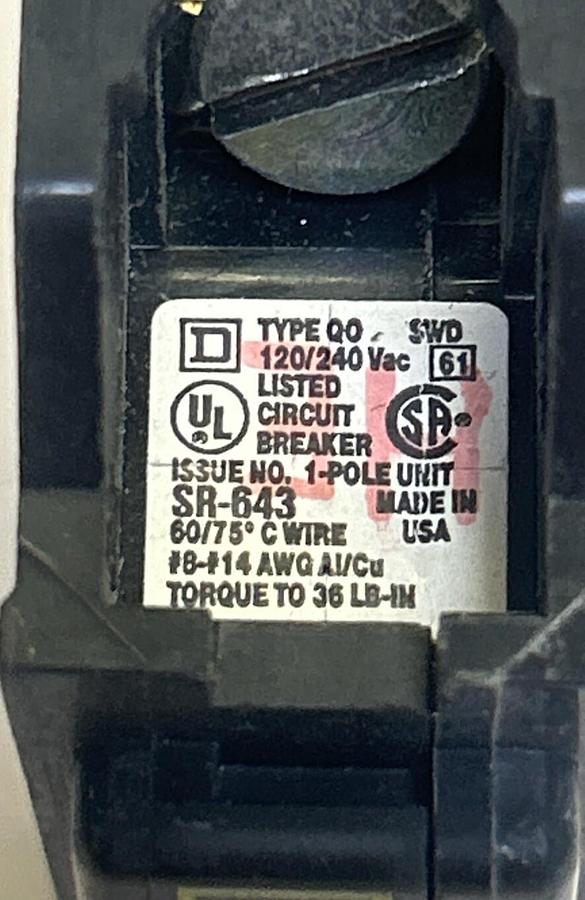 D
TYPE QO SWD
120/240 Vac 61
UL
®
LISTED
CIRCUIT
BREAKER
SA®
ISSUE NO. 1-POLE UNIT
SR-643 MADE IN
60/75° C WIRE USA
#8-#14 AWG Al/Cu
TORQUE TO 36 LB-IN